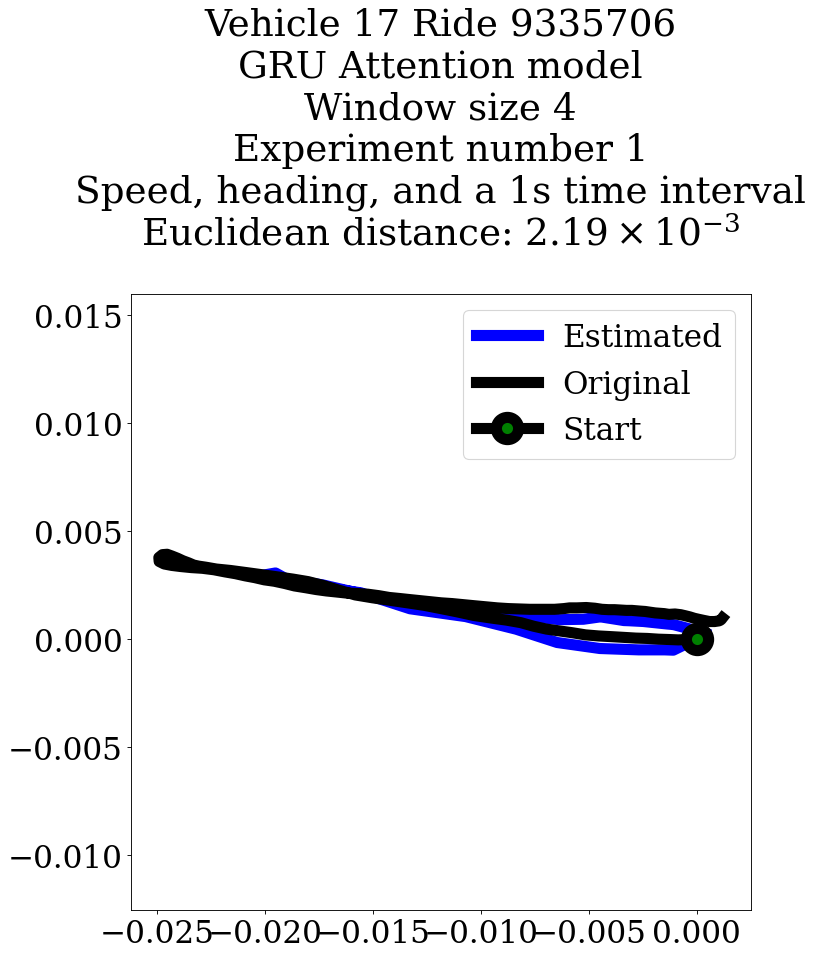 Vehicle 17 Ride 9335706
GRU Attention model
Window size 4
Experiment number 1
Speed, heading, and a 1s time interval
Euclidean distance: 2.19 × 10⁻³
Estimated
Original
Start
0.015
0.010
0.005
0.000
−0.005
−0.010
−0.025 −0.020 −0.015 −0.010 −0.005 0.000